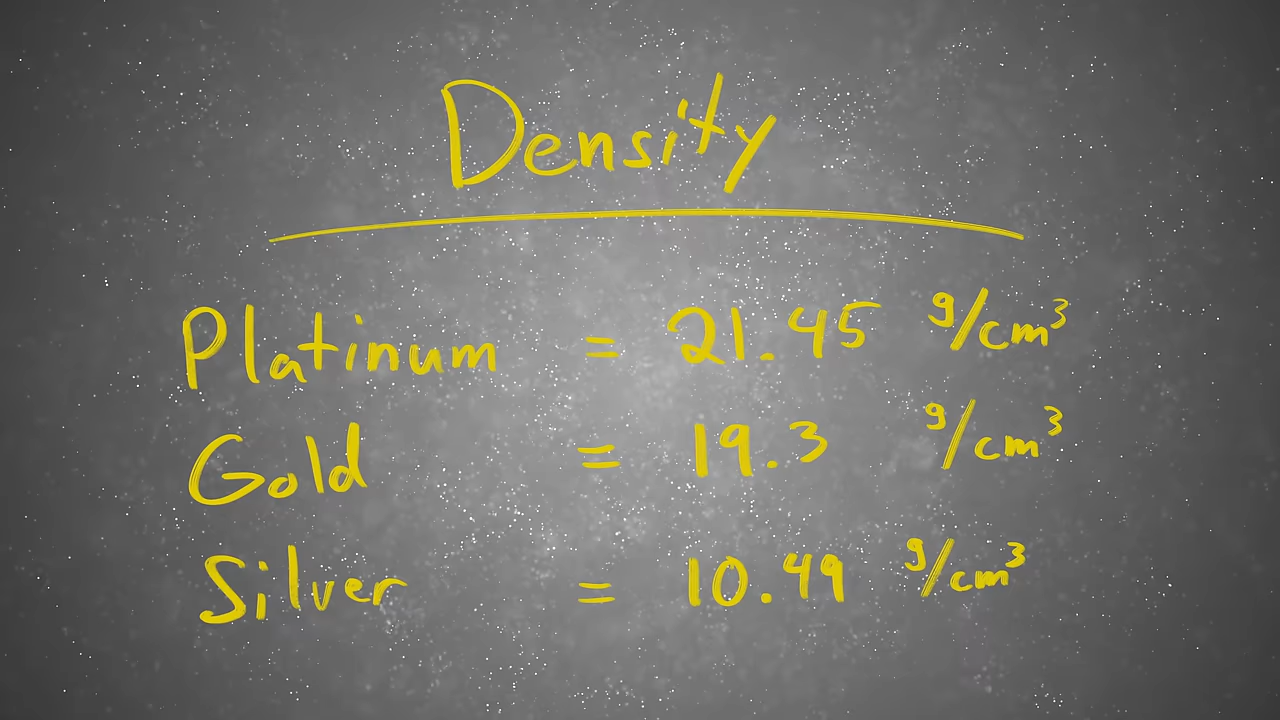 Density
Platinum = 21.45 g/cm³
Gold = 19.3 g/cm³
Silver = 10.49 g/cm³